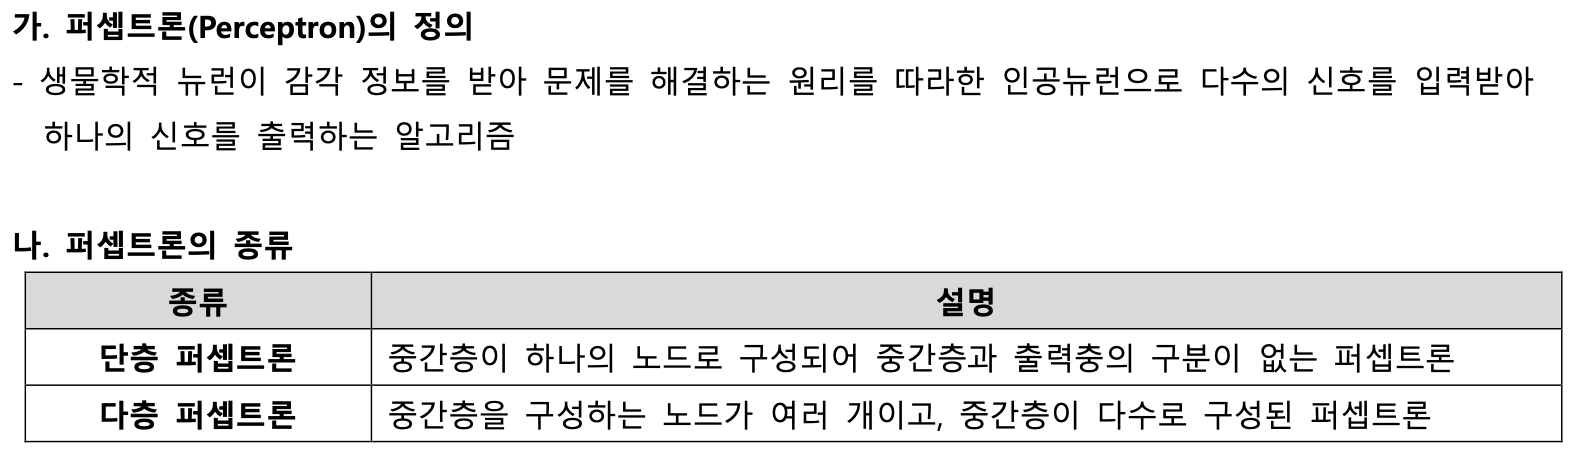 가. 퍼셉트론(Perceptron)의 정의
- 생물학적 뉴런이 감각 정보를 받아 문제를 해결하는 원리를 따라한 인공뉴런으로 다수의 신호를 입력받아
하나의 신호를 출력하는 알고리즘
나. 퍼셉트론의 종류
종류 설명
단층 퍼셉트론 중간층이 하나의 노드로 구성되어 중간층과 출력충의 구분이 없는 퍼셉트론
다층 퍼셉트론 중간층을 구성하는 노드가 여러 개이고, 중간층이 다수로 구성된 퍼셉트론